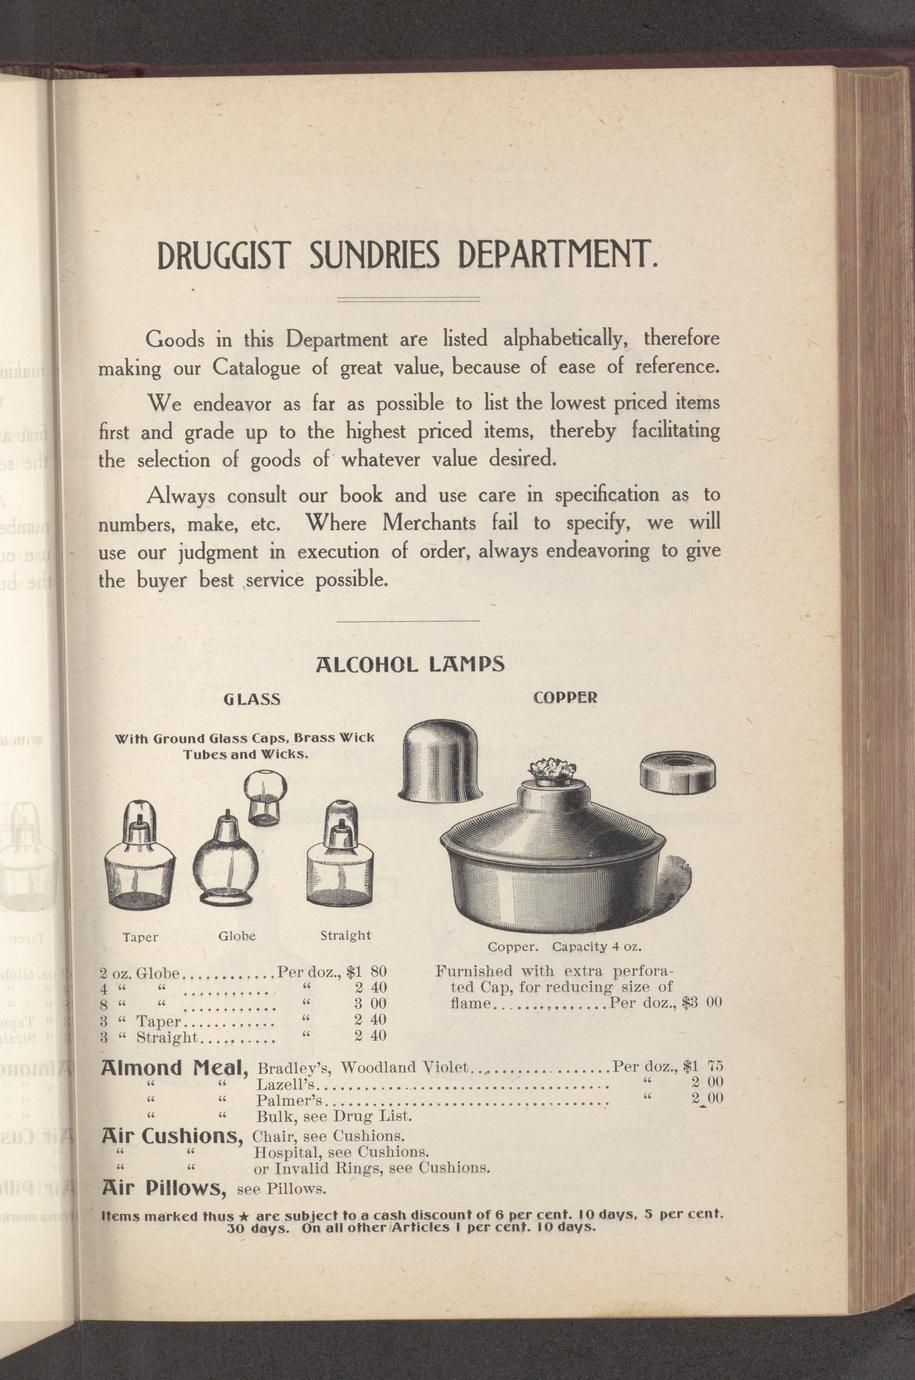 DRUGGIST SUNDRIES DEPARTMENT.
Goods in this Department are listed alphabetically, therefore
making our Catalogue of great value, because of ease of reference.
We endeavor as far as possible to list the lowest priced items
first and grade up to the highest priced items, thereby facilitating
the selection of goods of whatever value desired.
Always consult our book and use care in specification as to
numbers, make, etc. Where Merchants fail to specify, we will
use our judgment in execution of order, always endeavoring to give
the buyer best service possible.
ALCOHOL LAMPS
GLASS
With Ground Glass Caps, Brass Wick
Tubes and Wicks.
Taper Globe Straight
2 oz. Globe............Per doz., $1 80
4 “ “ ............ “ 2 40
8 “ “ ............ “ 3 00
3 “ Taper............ “ 2 40
3 “ Straight.......... “ 2 40
COPPER
Copper. Capacity 4 oz.
Furnished with extra perfora-
ted Cap, for reducing size of
flame...............Per doz., $3 00
Almond Meal, Bradley's, Woodland Violet..................Per doz., $1 75
“ “ Lazell's...................................... “ 2 00
“ “ Palmer's..................................... “ 2 00
“ “ Bulk, see Drug List.
Air Cushions, Chair, see Cushions.
“ “ Hospital, see Cushions.
“ “ or Invalid Rings, see Cushions.
Air Pillows, see Pillows.
Items marked thus ★ are subject to a cash discount of 6 per cent. 10 days, 5 per cent.
30 days. On all other Articles 1 per cent. 10 days.